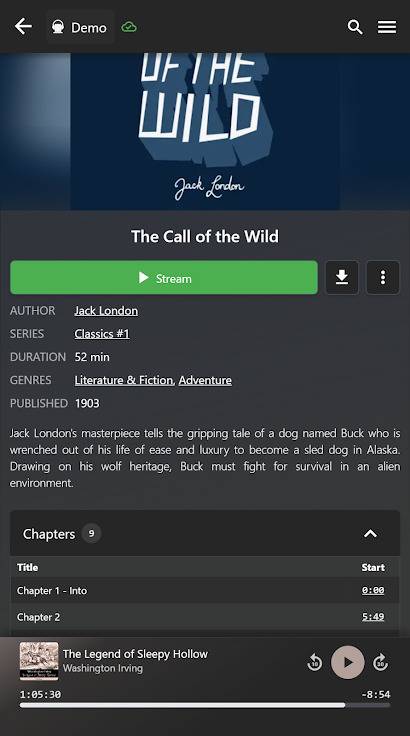 Demo
OF THE
WILD
Jack London
The Call of the Wild
Stream
AUTHOR Jack London
SERIES Classics #1
DURATION 52 min
GENRES Literature & Fiction, Adventure
PUBLISHED 1903
Jack London's masterpiece tells the gripping tale of a dog named Buck who is
wrenched out of his life of ease and luxury to become a sled dog in Alaska.
Drawing on his wolf heritage, Buck must fight for survival in an alien
environment.
Chapters 9
Title Start
Chapter 1 - Into 0:00
Chapter 2 5:49
The Legend of Sleepy Hollow
Washington Irving
10
30
1:05:30 -8:54